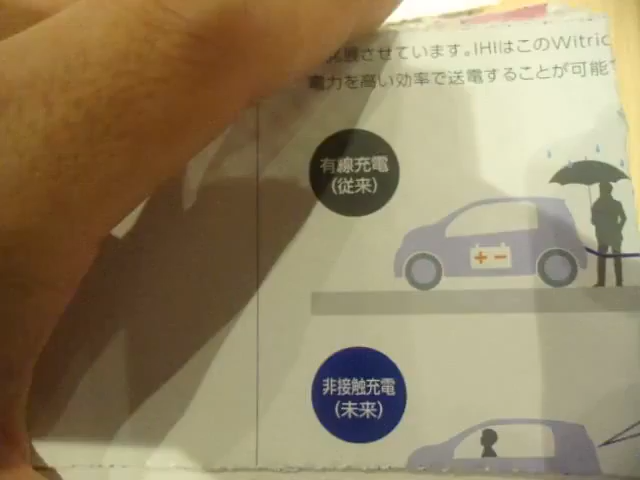 展させています。IHIはこのWitric
電力を高い効率で送電することが可能
有線充電
(従来)
+ -
非接触充電
(未来)